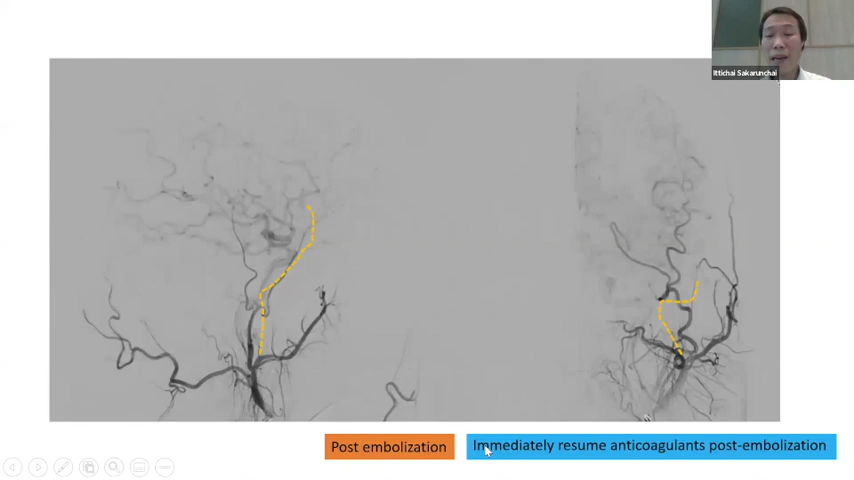 Ittichai Sakarunchai
Post embolization
Immediately resume anticoagulants post-embolization